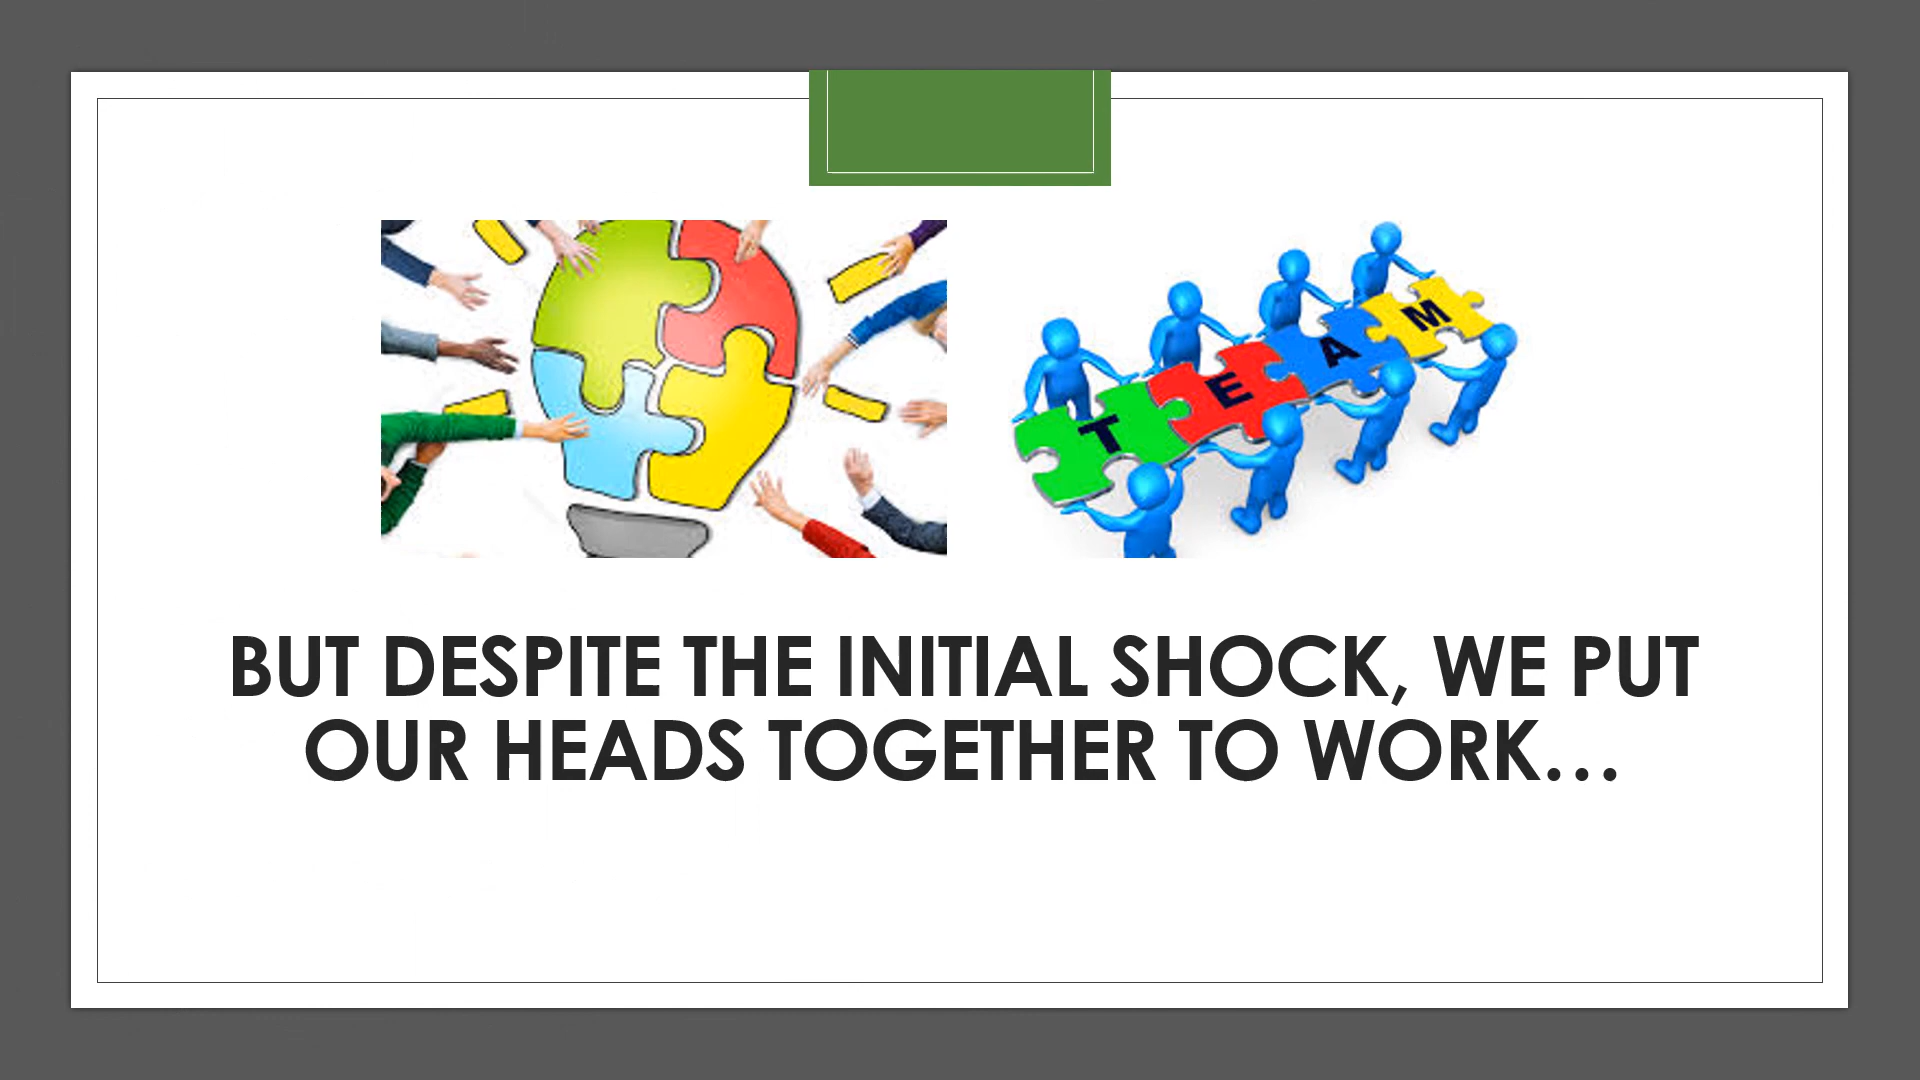 T E A M
BUT DESPITE THE INITIAL SHOCK, WE PUT
OUR HEADS TOGETHER TO WORK…